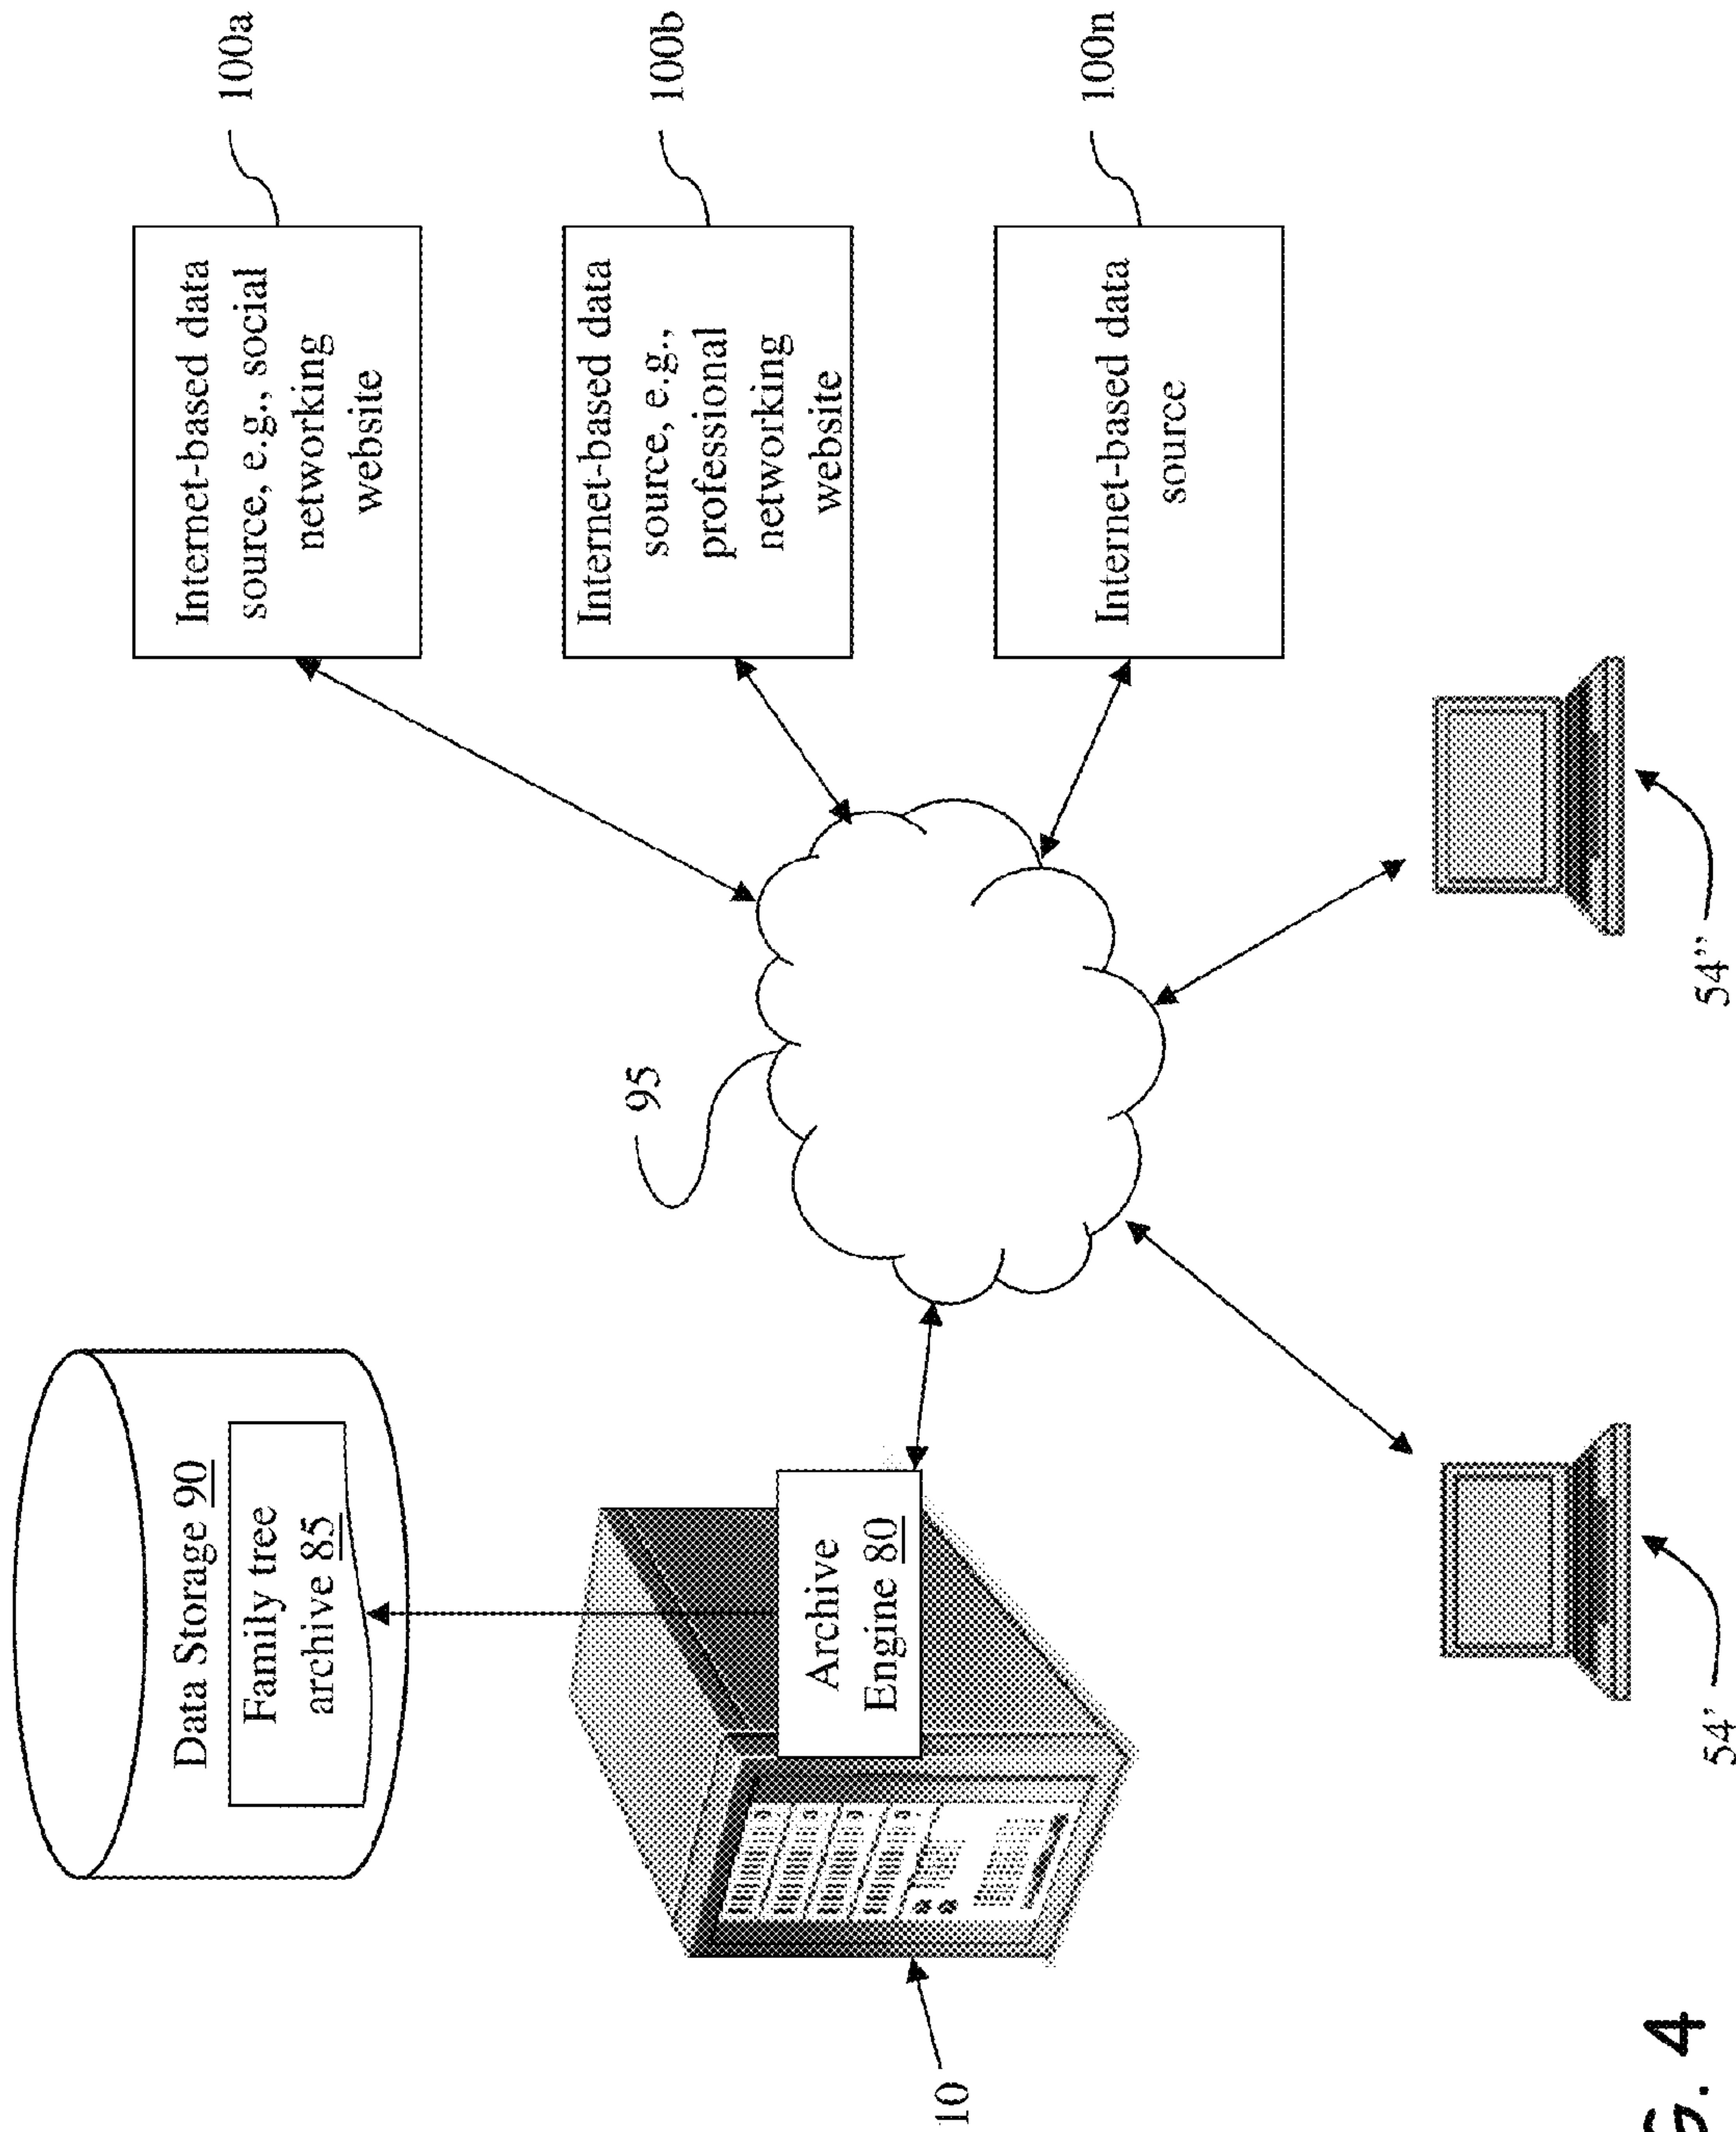 Data Storage 90
Family tree
archive 85
Archive
Engine 80
10
95
Internet-based data
source, e.g., social
networking
website
100a
Internet-based data
source, e.g.,
professional
networking
website
100b
Internet-based data
source
100n
54'
54''
G. 4